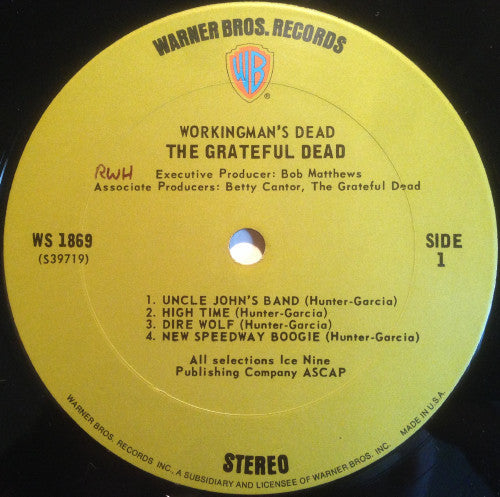 WARNER BROS. RECORDS
WB
®
WORKINGMAN'S DEAD
THE GRATEFUL DEAD
RWH
Executive Producer: Bob Matthews
Associate Producers: Betty Cantor, The Grateful Dead
WS 1869
(S39719)
SIDE
1
1. UNCLE JOHN'S BAND (Hunter-Garcia)
2. HIGH TIME (Hunter-Garcia)
3. DIRE WOLF (Hunter-Garcia)
4. NEW SPEEDWAY BOOGIE (Hunter-Garcia)
All selections Ice Nine
Publishing Company ASCAP
STEREO
WARNER BROS. RECORDS INC. A SUBSIDIARY AND LICENSEE OF WARNER BROS. INC. MADE IN U.S.A.